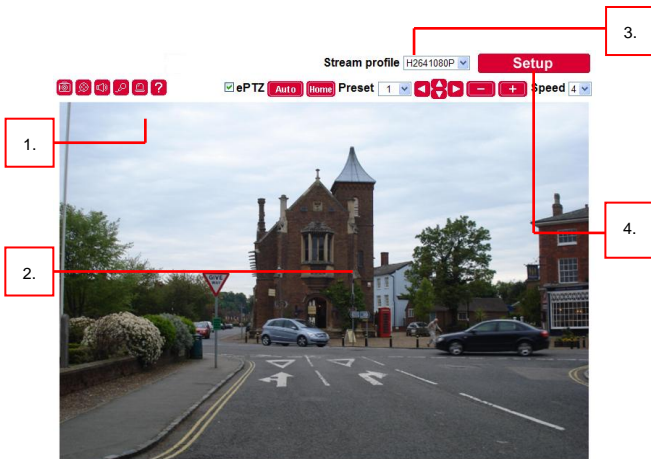 3.
Stream profile H2641080P Setup
? ePTZ Auto Home Preset 1 − + Speed 4
1.
4.
2.
GIVE WAY